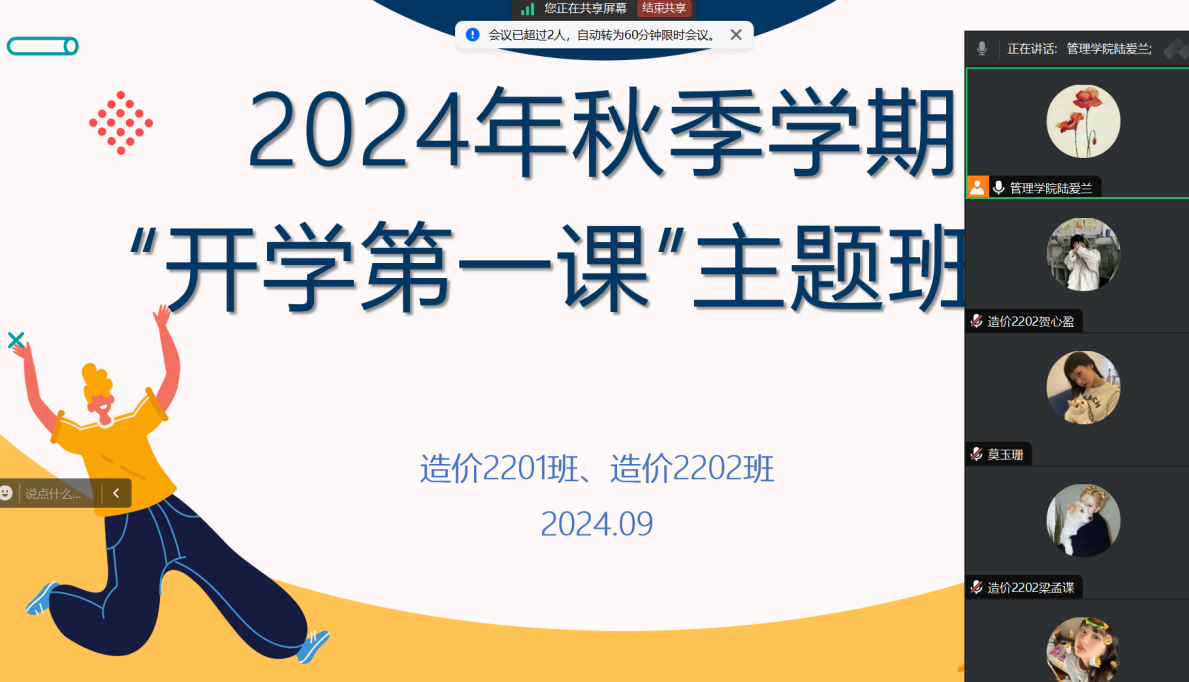 您正在共享屏幕 结束共享
会议已超过2人，自动转为60分钟限时会议。
正在讲话: 管理学院陆爱兰;
2024年秋季学期
“开学第一课”主题班
管理学院陆爱兰
造价2202贺心盈
莫玉珊
造价2201班、造价2202班
说点什么...
2024.09
造价2202梁孟谍